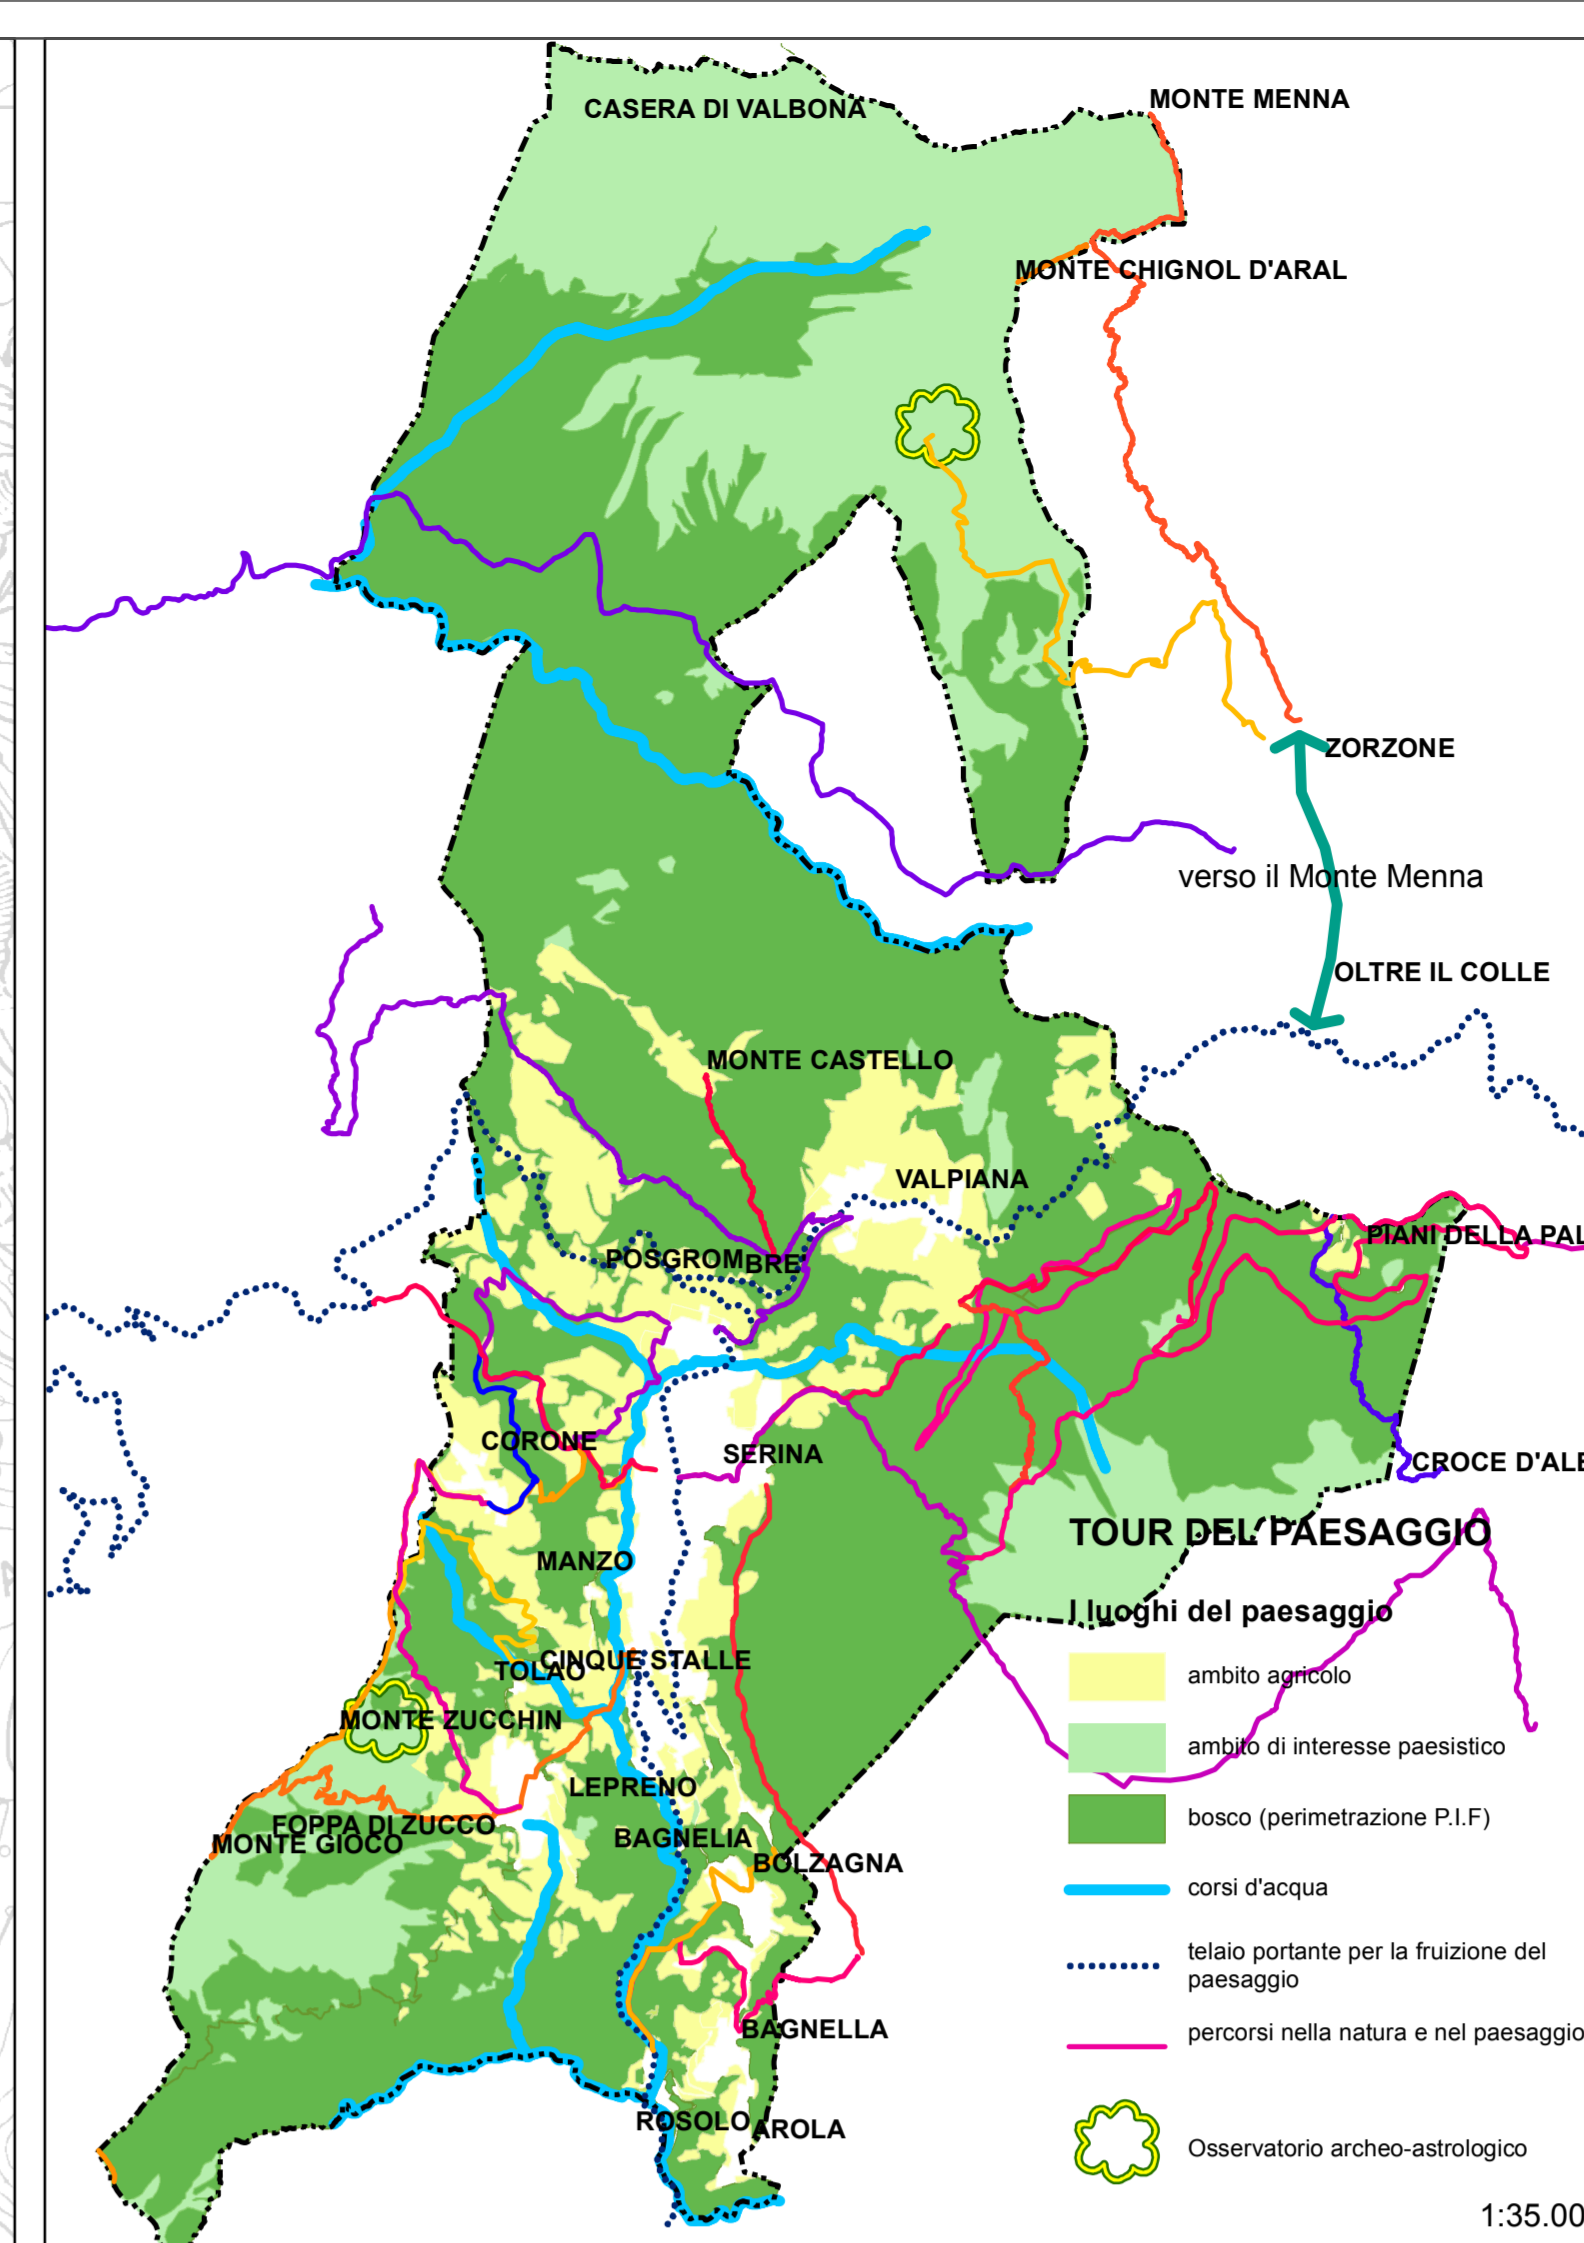 CASERA DI VALBONA
MONTE MENNA
MONTE CHIGNOL D'ARAL
ZORZONE
verso il Monte Menna
OLTRE IL COLLE
MONTE CASTELLO
VALPIANA
POSGROM
BRE
PIANI DELLA PAL
CORONE
SERINA
CROCE D'ALB
MANZO
CINQUE STALLE
TOLAO
MONTE ZUCCHIN
LEPRENO
FOPPA DI ZUCCO
MONTE GIOCO
BAGNELIA
BOLZAGNA
BAGNELLA
ROSOLO
AROLA
TOUR DEL PAESAGGIO
I luoghi del paesaggio
ambito agricolo
ambito di interesse paesistico
bosco (perimetrazione P.I.F)
corsi d'acqua
telaio portante per la fruizione del
paesaggio
percorsi nella natura e nel paesaggio
Osservatorio archeo-astrologico
1:35.00